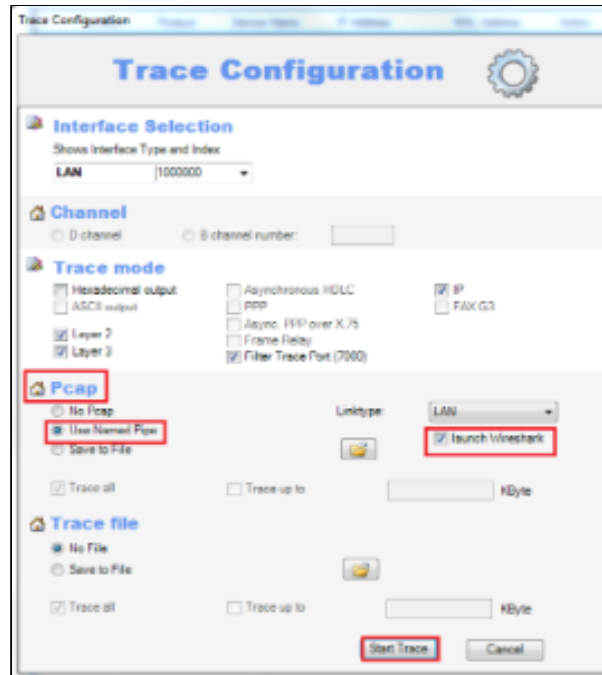 Trace Configuration
Trace Configuration
Interface Selection
Shows Interface Type and Index
LAN 1000000
Channel
D channel B channel number:
Trace mode
Hexadecimal output Asynchronous HDLC IP
ASCII output PPP FAX G3
Async. PPP over X.75
Layer 2 Frame Relay
Layer 3 Filter Trace Port (7000)
Pcap
No Pcap Linktype: LAN
Use Named Pipe launch Wireshark
Save to File
Trace all Trace up to KByte
Trace file
No File
Save to File
Trace all Trace up to KByte
Start Trace Cancel